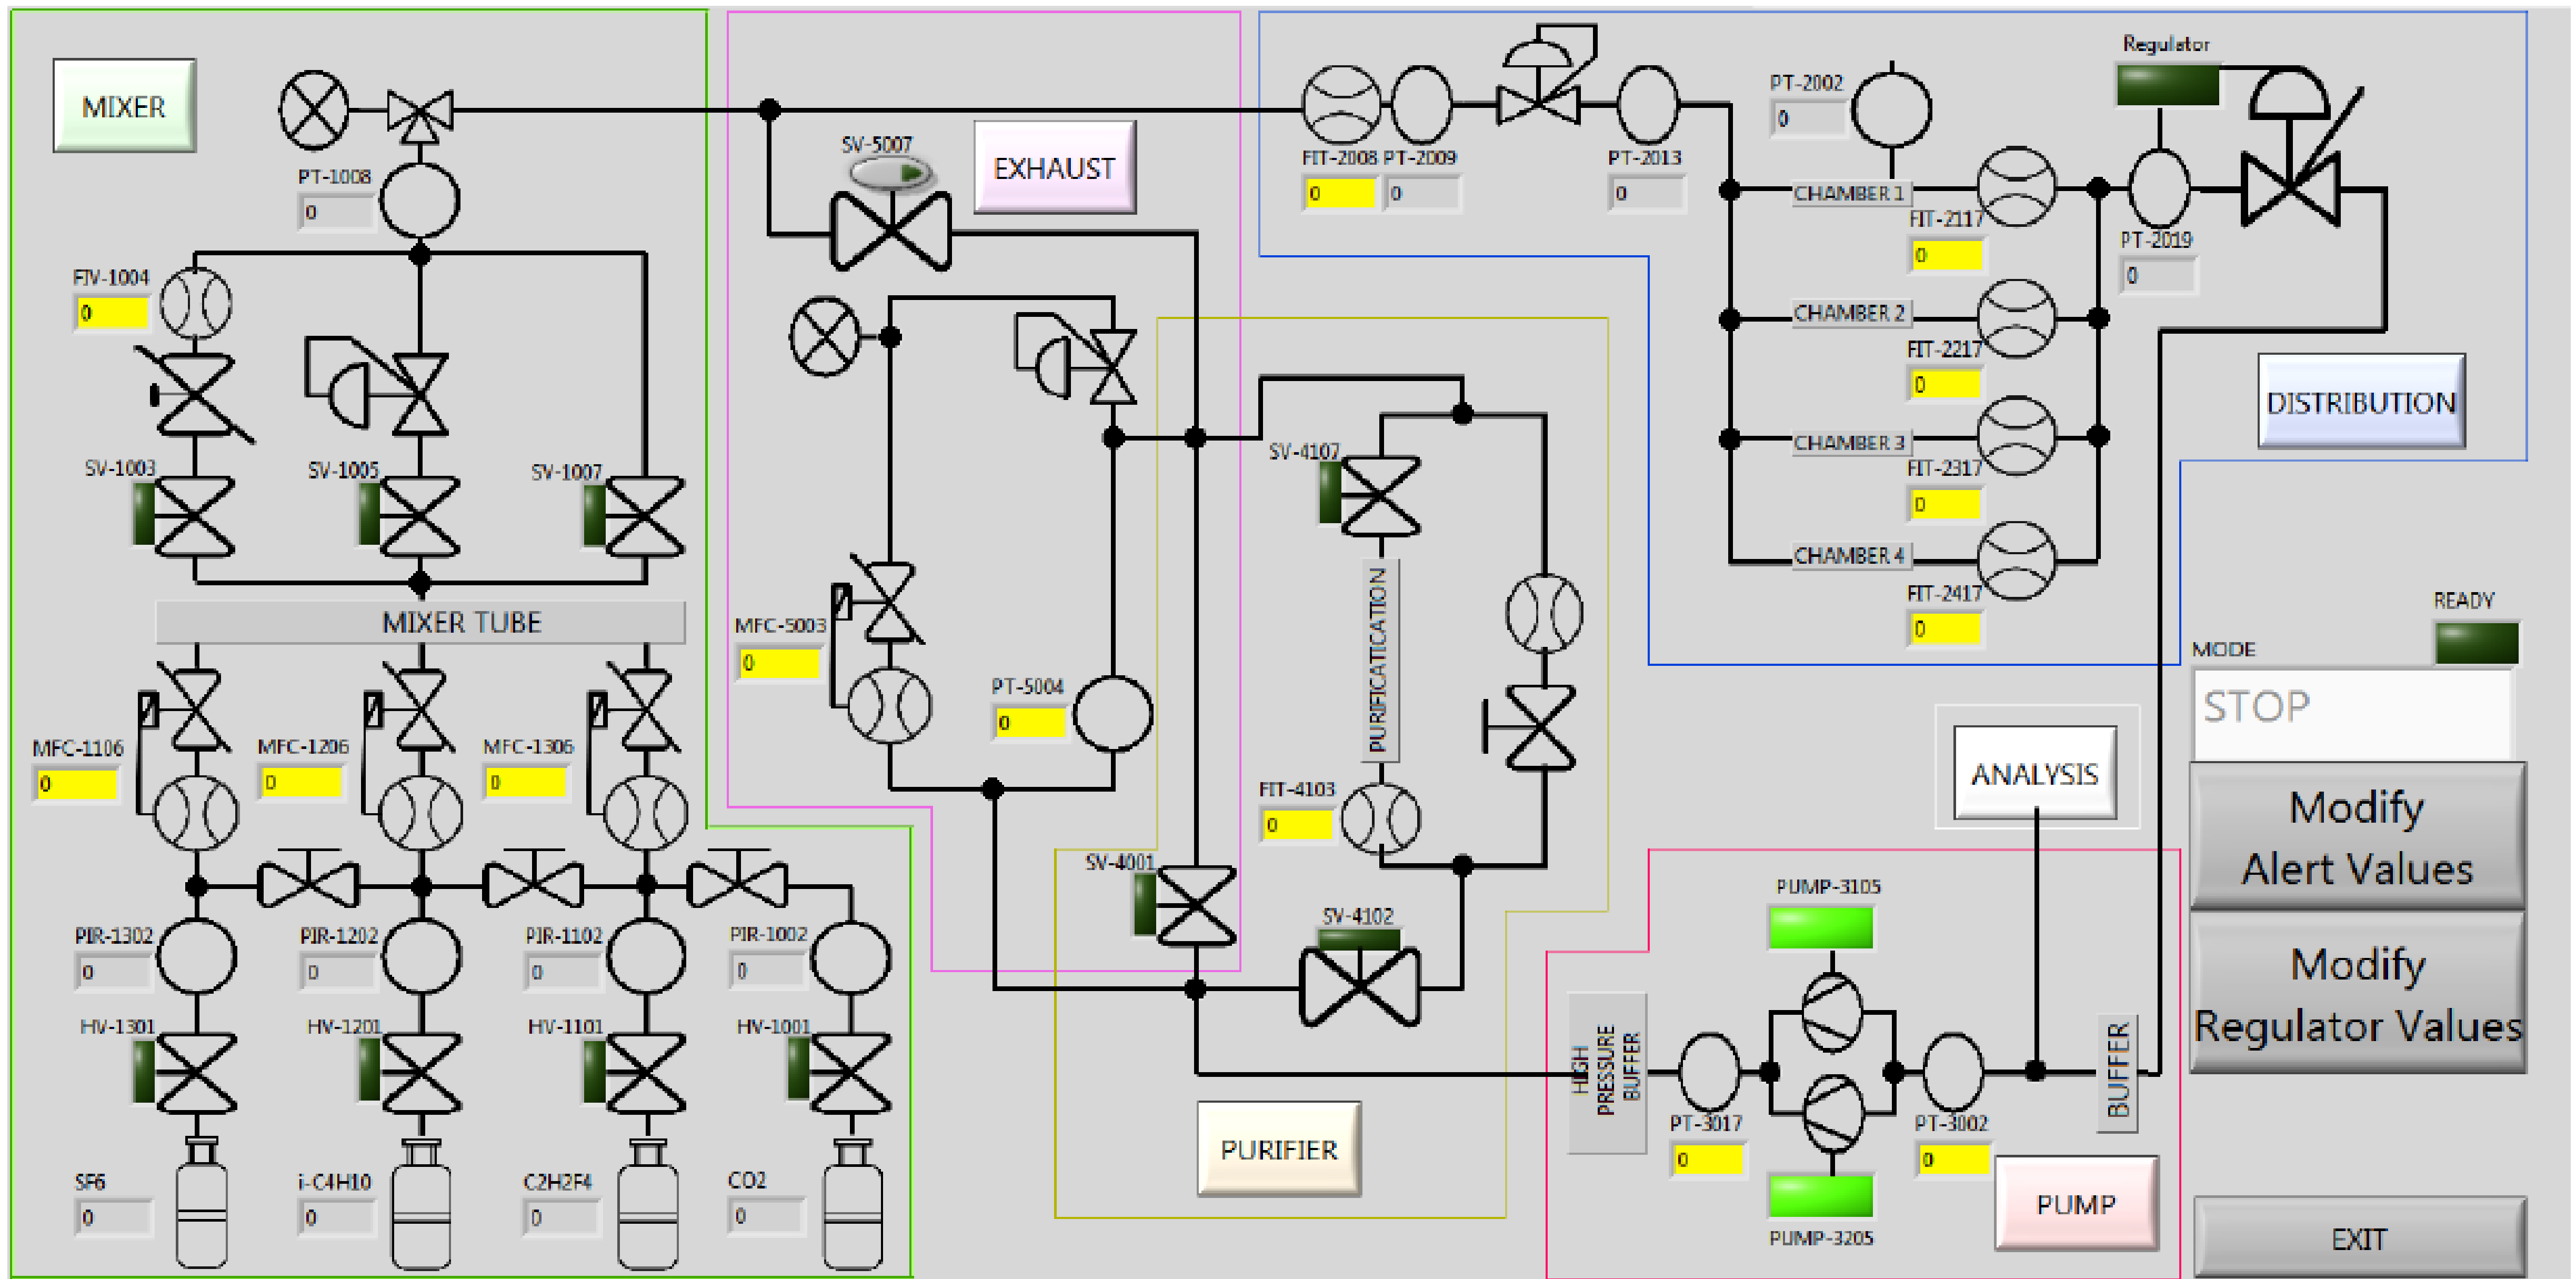 MIXER
PT-1008
0
FIV-1004
0
SV-1003
SV-1005
SV-1007
MIXER TUBE
MFC-1106
0
MFC-1206
0
MFC-1306
0
PIR-1302
0
PIR-1202
0
PIR-1102
0
PIR-1002
0
HV-1301
HV-1201
HV-1101
HV-1001
SF6
0
i-C4H10
0
C2H2F4
0
CO2
0
SV-5007
EXHAUST
MFC-5003
0
PT-5004
0
SV-4001
SV-4107
PURIFICATICATION
FIT-4103
0
SV-4102
PURIFIER
FIT-2008
0
PT-2009
0
PT-2013
0
PT-2002
0
Regulator
CHAMBER 1
FIT-2117
0
PT-2019
0
CHAMBER 2
FIT-2217
0
CHAMBER 3
FIT-2317
0
CHAMBER 4
FIT-2417
0
DISTRIBUTION
READY
MODE
STOP
ANALYSIS
Modify
Alert Values
Modify
Regulator Values
PUMP-3105
HIGH
PRESSURE
BUFFER
PT-3017
0
PT-3002
0
BUFFER
PUMP-3205
PUMP
EXIT